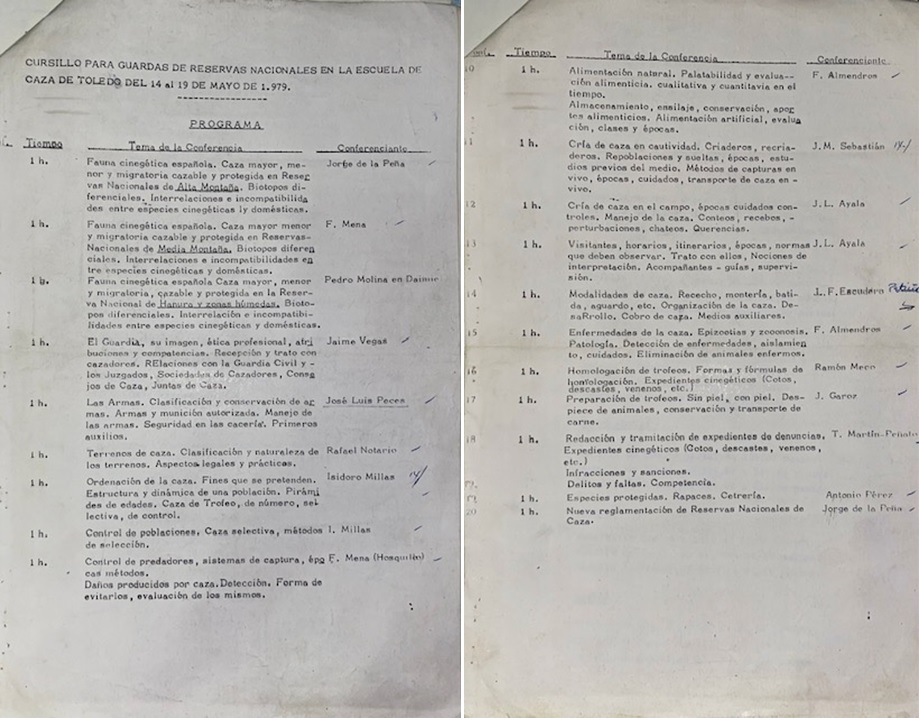 CURSILLO PARA GUARDAS DE RESERVAS NACIONALES EN LA ESCUELA DE
CAZA DE TOLEDO DEL 14 al 19 DE MAYO DE 1.979.
PROGRAMA
Tiempo Tema de la Conferencia Conferenciante
1 h. Fauna cinegética española. Caza mayor, me- Jorge de la Peña
nor y migratoria cazable y protegida en Reser
vas Nacionales de Alta Montaña. Biotopos di-
ferenciales. Interrelaciones e incompatibilida
des entre especies cinegéticas ly domésticas.
1 h. Fauna cinegética española. Caza mayor menor F. Mena
y migratoria cazable y protegida en Reservas-
Nacionales de Media Montaña. Biotopos diferen
ciales. Interrelaciones e incompatibilidades en
tre especies cinegéticas y domésticas.
1 h. Fauna cinegética española Caza mayor, menor Pedro Molina en Daimie
y migratoria, cazable y protegida en la Reser-
va Nacional de Llanura y zonas húmedas. Bioto-
pos diferenciales. Interrelación e incompatibi-
lidades entre especies cinegéticas y domésticas.
1 h. El Guardia, su imagen, ética profesional, atri Jaime Vegas
buciones y competencias. Recepción y trato con
cazadores. RElaciones con la Guardia Civil y -
los Juzgados, Sociedades de Cazadores, Conse
jos de Caza, Juntas de Caza.
1 h. Las Armas. Clasificación y conservación de ar José Luis Peces
mas. Armas y munición autorizada. Manejo de
las armas. Seguridad en las cacería. Primeros
auxilios.
1 h. Terrenos de caza. Clasificación y naturaleza de Rafael Notario
los terrenos. Aspectos legales y prácticos.
1 h. Ordenación de la caza. Fines que se pretenden. Isidoro Millas
Estructura y dinámica de una población. Pirámi
des de edades. Caza de Trofeo, de número, sel
lectiva, de control.
1 h. Control de poblaciones. Caza selectiva, métodos I. Millas
de selección.
1 h. Control de predadores, sistemas de captura, épo F. Mena (Hosquillo)
cas métodos.
Daños producidos por caza. Detección. Forma de
evitarlos, evaluación de los mismos.
Tiempo Tema de la Conferencia Conferenciante
10 1 h. Alimentación natural. Palatabilidad y evalua-- F. Almendros
ción alimenticia. cualitativa y cuantitavia en el
tiempo.
Almacenamiento, ensilaje, conservación, apor
tes alimenticios. Alimentación artificial, evalua
ción, clases y épocas.
11 1 h. Cría de caza en cautividad. Criaderos, recria- J.M. Sebastián
deros. Repoblaciones y sueltas, épocas, estu-
dios previos del medio. Métodos de capturas en
vivo, épocas, cuidados, transporte de caza en -
vivo.
12 1 h. Cría de caza en el campo, épocas cuidados con- J.L. Ayala
troles. Manejo de la caza. Conteos, recebos, -
perturbaciones, chateos. Querencias.
13 1 h. Visitantes, horarios, itinerarios, épocas, normas J.L. Ayala
que deben observar. Trato con ellos, Nociones de
interpretación. Acompañantes - guías, supervi-
sión.
14 1 h. Modalidades de caza. Rececho, montería, bati- J.F. Escudero
da, aguardo, etc. Organización de la caza. De-
saRrollo. Cobro de caza. Medios auxiliares.
15 1 h. Enfermedades de la caza. Epizootias y zoonosis. F. Almendros
Patología. Detección de enfermedades, aislamien
to, cuidados. Eliminación de animales enfermos.
16 1 h. Homologación de trofeos. Formas y fórmulas de Ramón Meco
homologación. Expedientes cinegéticos (Cotos,
descastes, venenos, etc.)
17 1 h. Preparación de trofeos. Sin piel, con piel. Des- J. Garoz
piece de animales, conservación y transporte de
carne.
18 1 h. Redacción y tramitación de expedientes de denuncias. T. Martín-Peñato
Expedientes cinegéticos (Cotos, descastes, venenos,
etc.)
Infracciones y sanciones.
Delitos y faltas. Competencia.
1 h. Especies protegidas. Rapaces. Cetrería. Antonio Pérez
20 1 h. Nueva reglamentación de Reservas Nacionales de Jorge de la Peña
Caza.